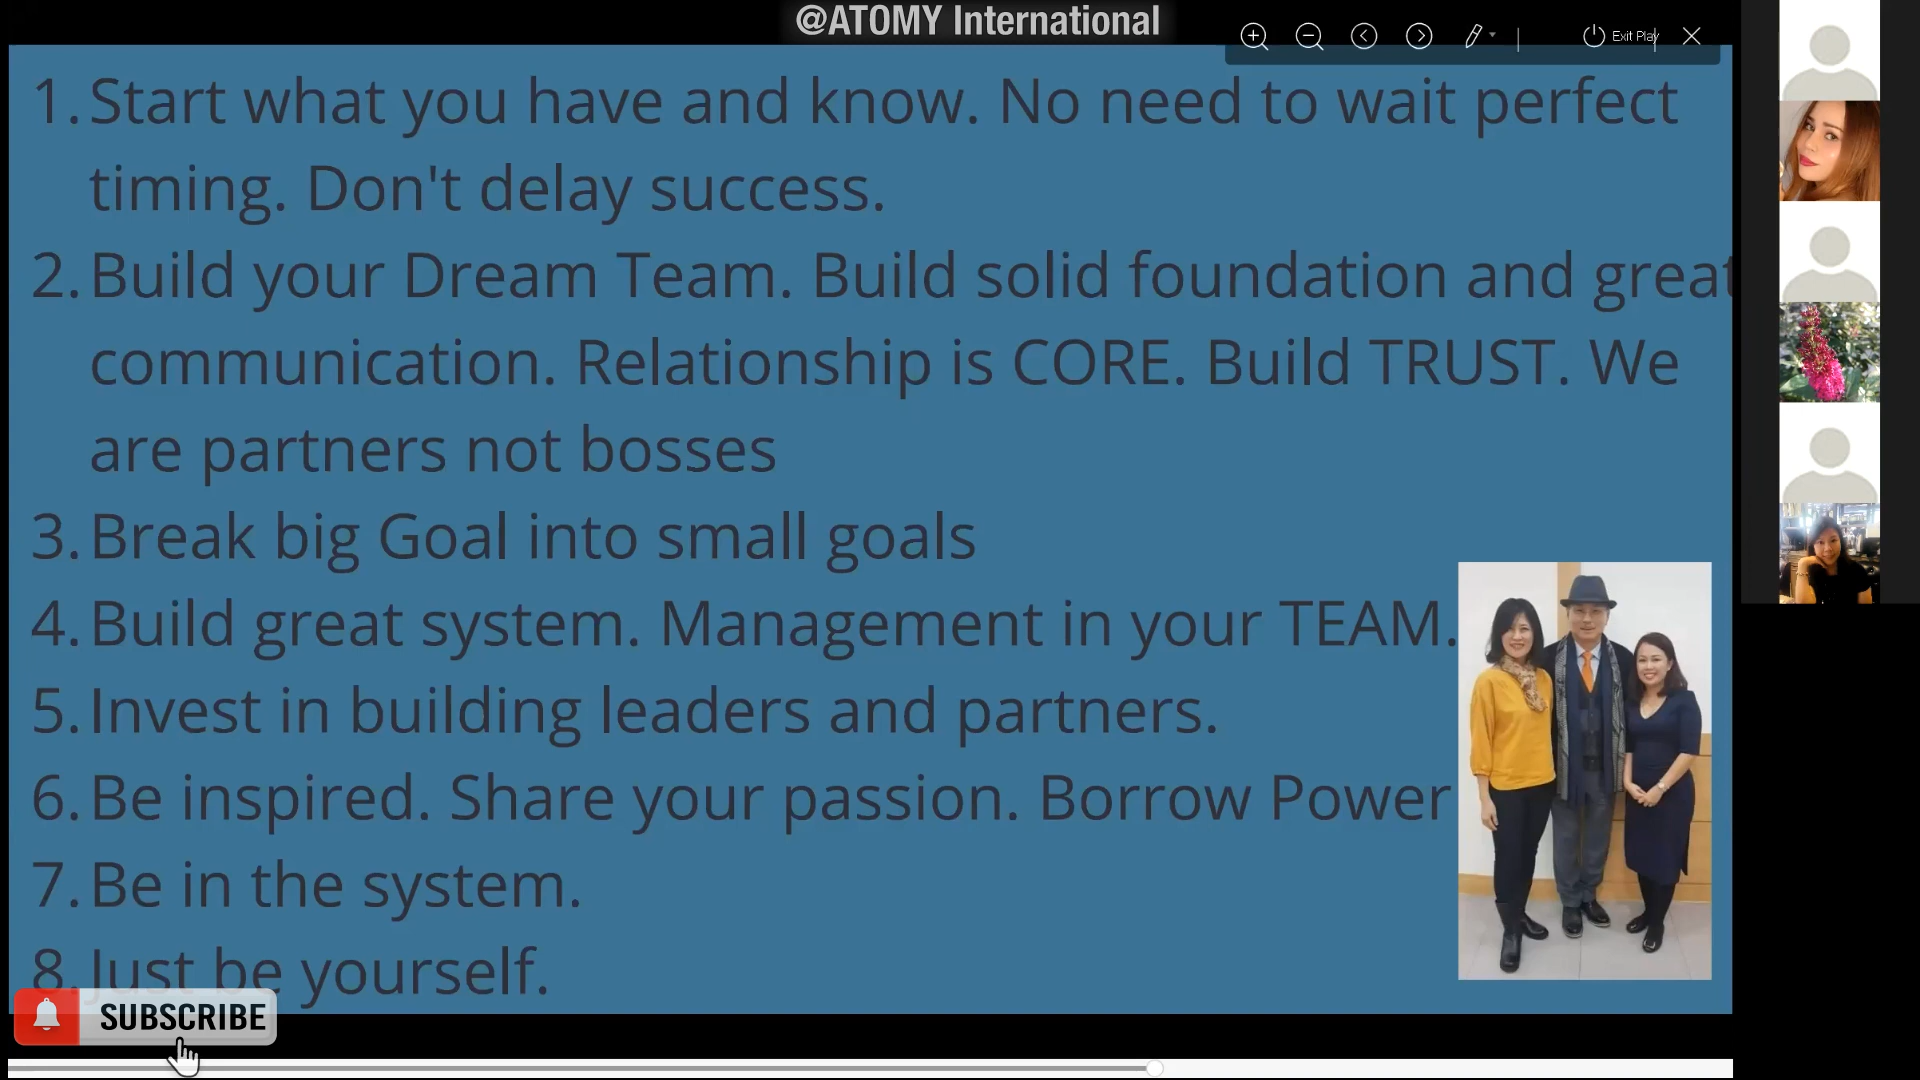 @ATOMY International
Exit Play
1. Start what you have and know. No need to wait perfect
timing. Don't delay success.
2. Build your Dream Team. Build solid foundation and great
communication. Relationship is CORE. Build TRUST. We
are partners not bosses
3. Break big Goal into small goals
4. Build great system. Management in your TEAM.
5. Invest in building leaders and partners.
6. Be inspired. Share your passion. Borrow Power
7. Be in the system.
8. Just be yourself.
SUBSCRIBE